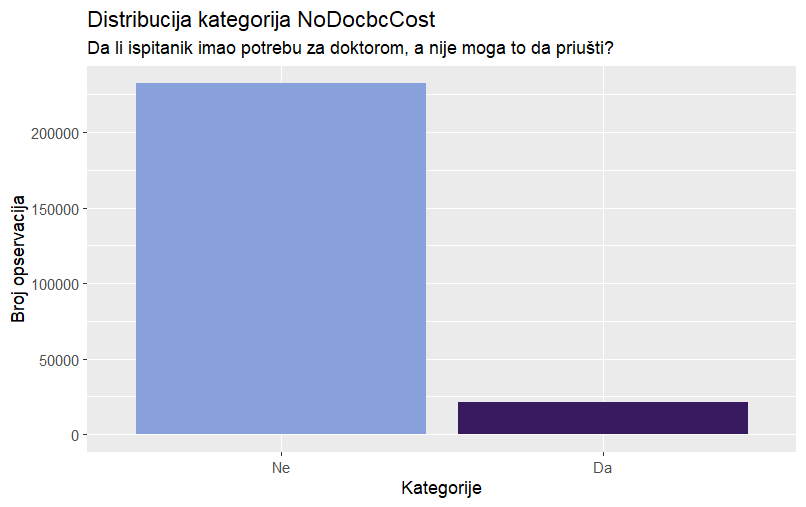 Distribucija kategorija NoDocbcCost
Da li ispitanik imao potrebu za doktorom, a nije moga to da priušti?
Broj opservacija
200000
150000
100000
50000
0
Ne
Da
Kategorije